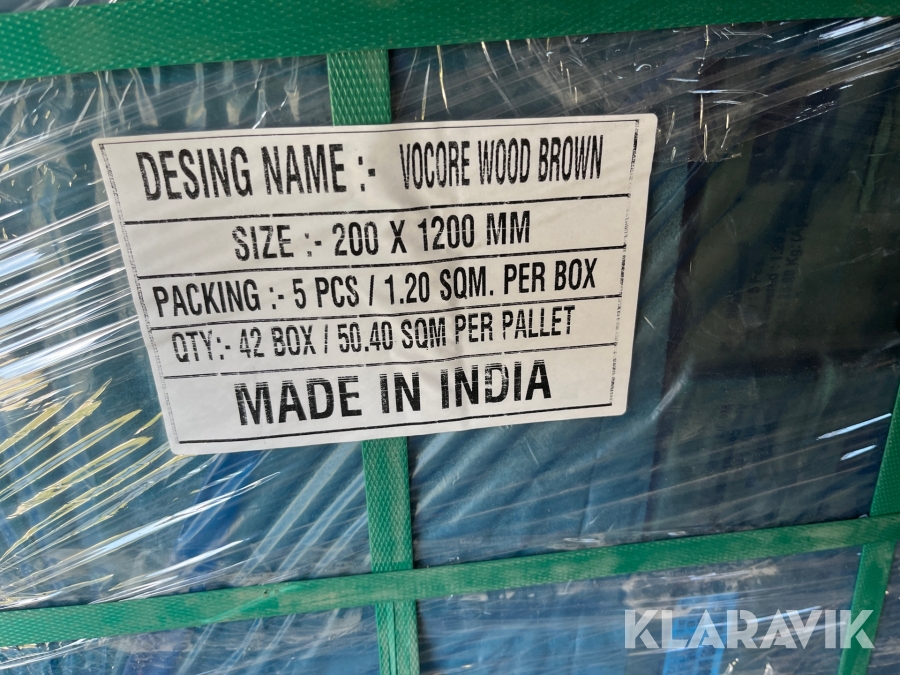 DESING NAME :- VOCORE WOOD BROWN
SIZE :- 200 X 1200 MM
PACKING :- 5 PCS / 1.20 SQM. PER BOX
QTY:- 42 BOX / 50.40 SQM PER PALLET
MADE IN INDIA
KLARAVIK